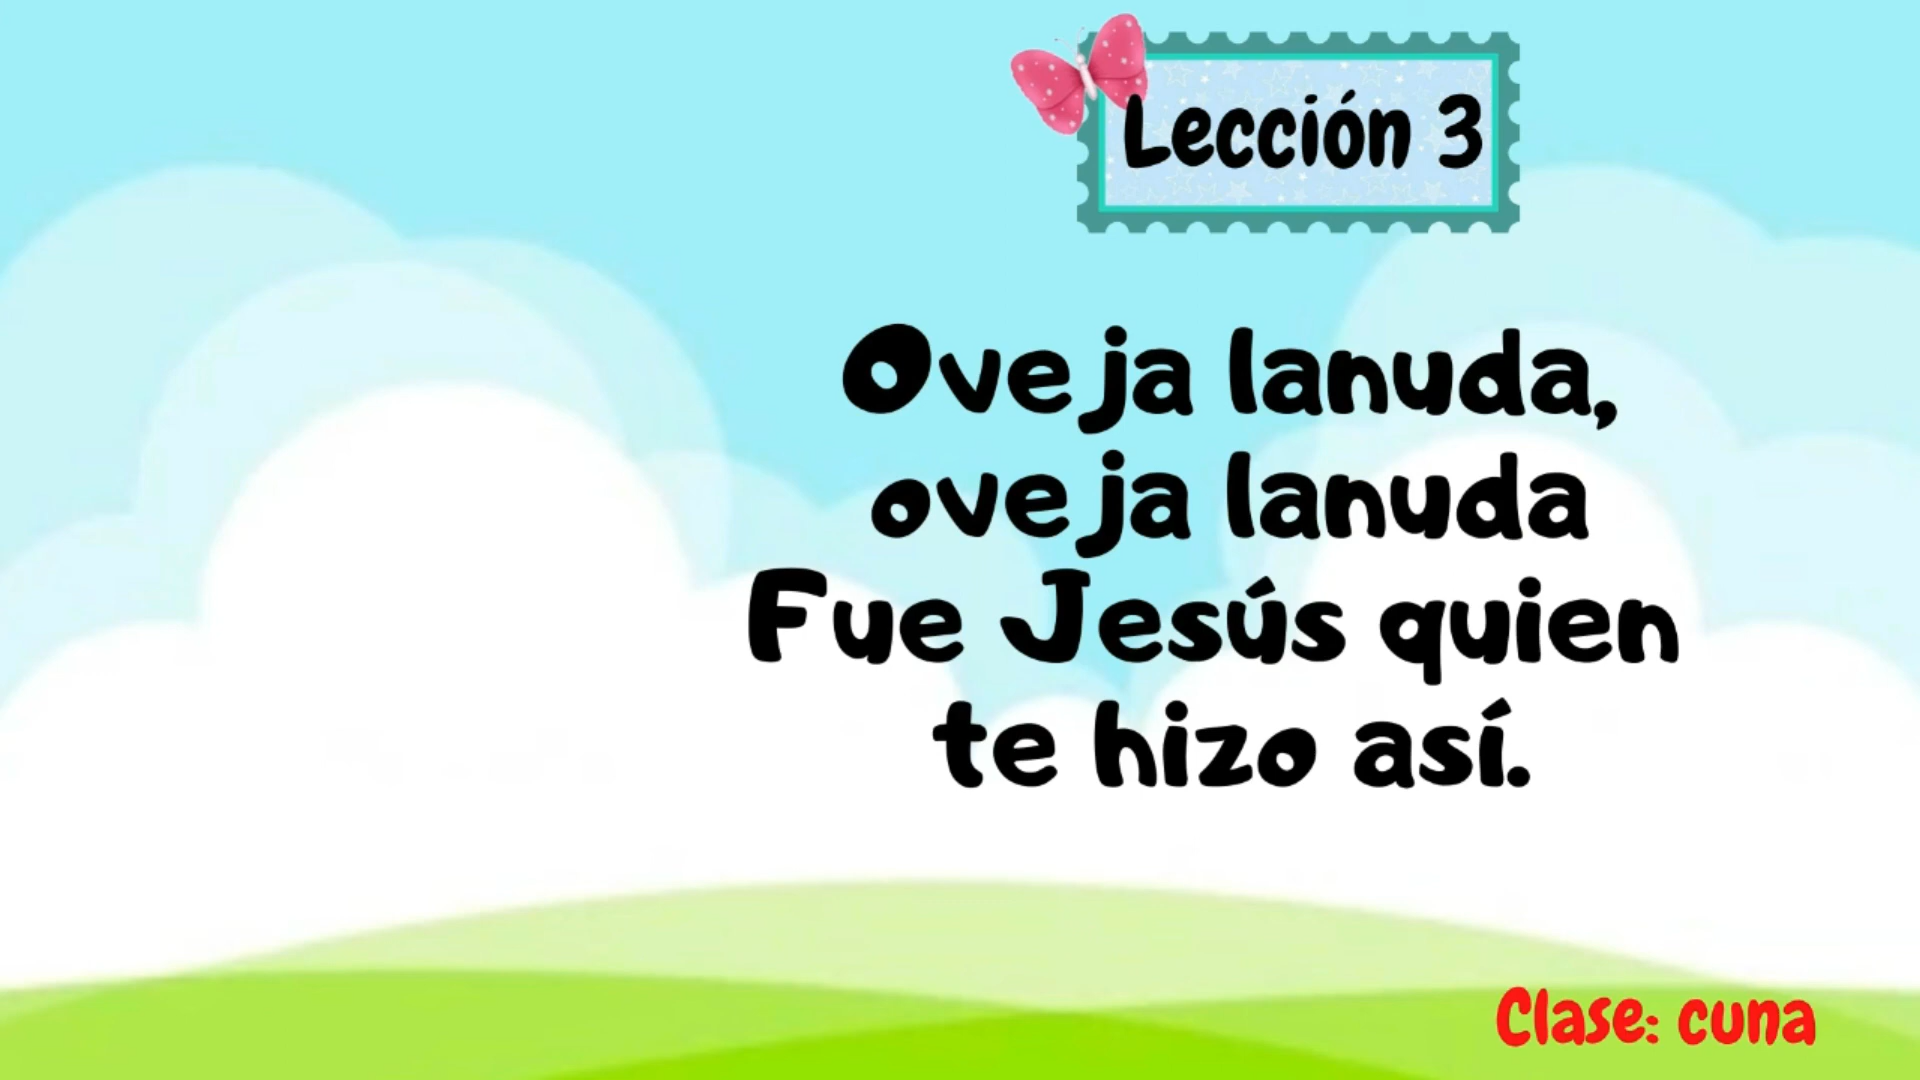 Lección 3
Oveja lanuda,
oveja lanuda
Fue Jesús quien
te hizo así.
Clase: cuna